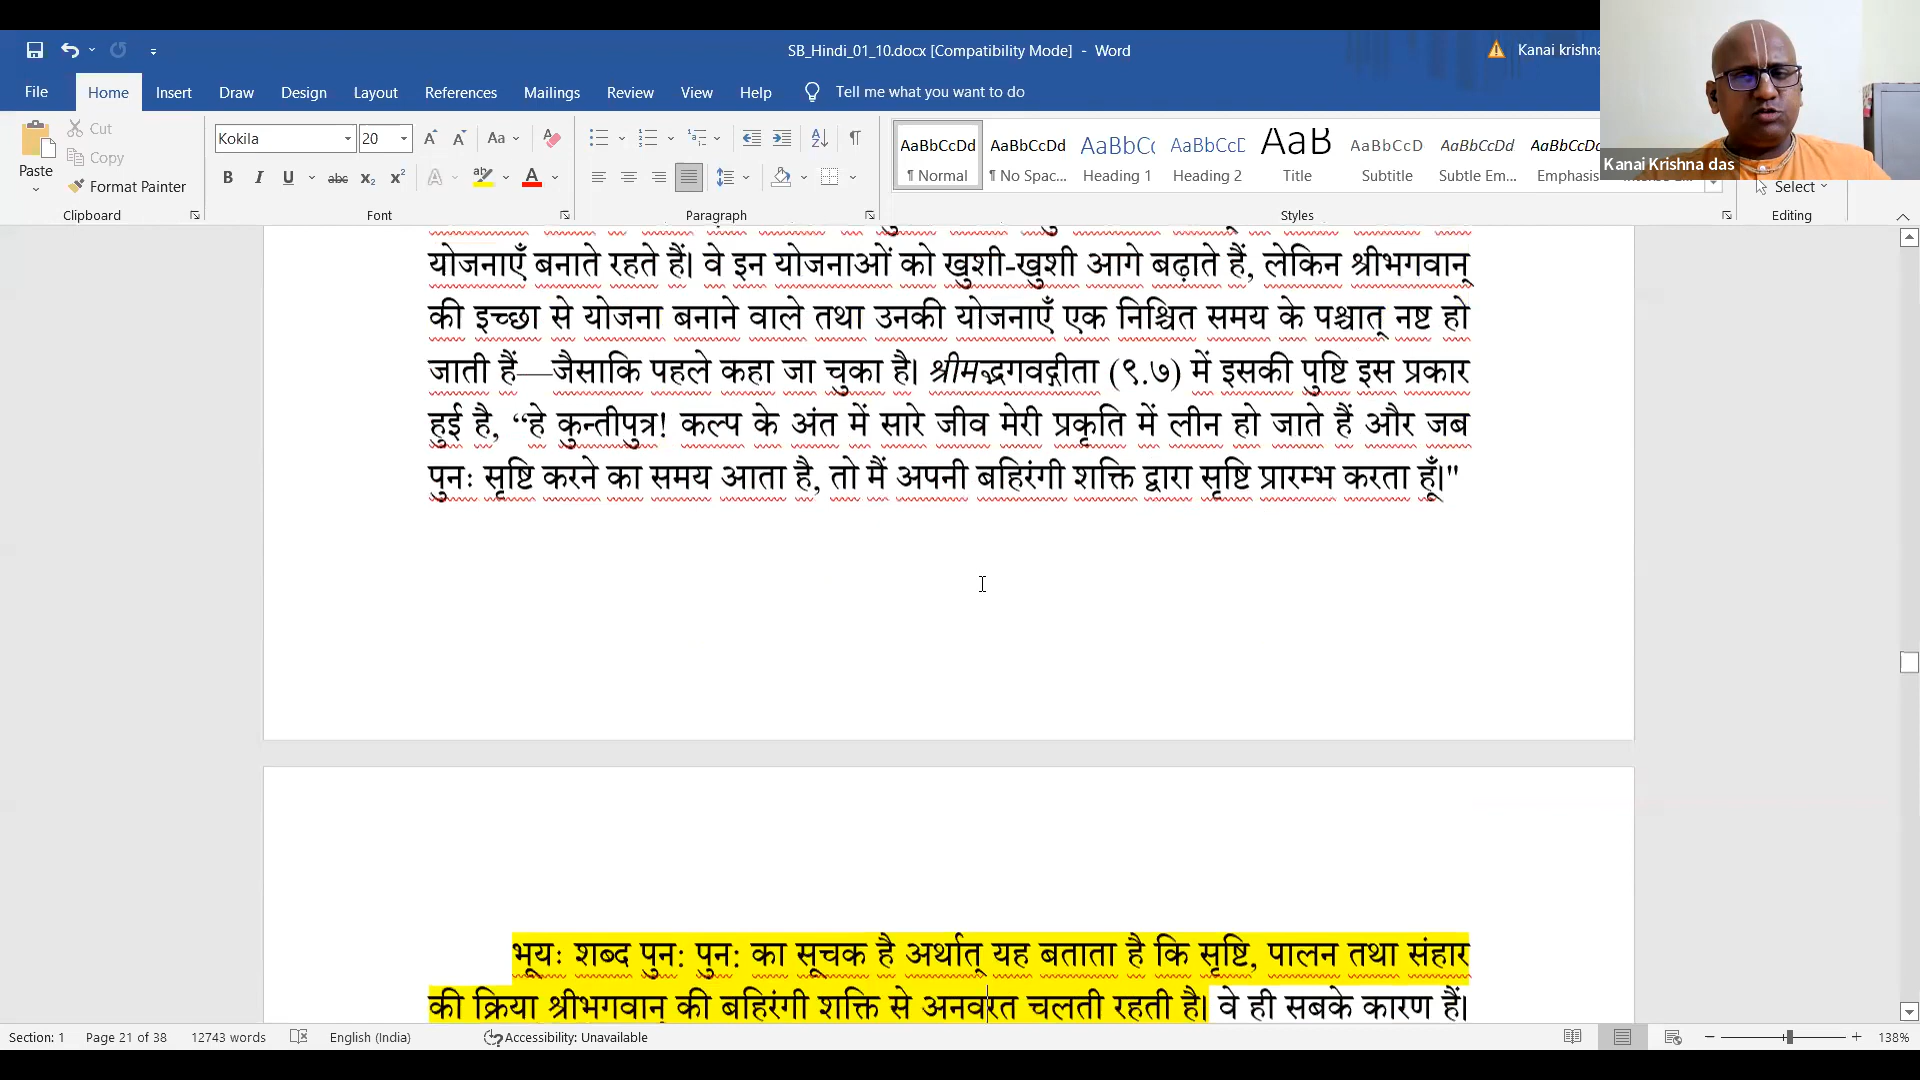 SB_Hindi_01_10.docx [Compatibility Mode] - Word
Kanai krishna
File Home Insert Draw Design Layout References Mailings Review View Help Tell me what you want to do
Kanai Krishna das
Paste
Cut
Copy
Format Painter
Clipboard
Kokila 20
Font
Paragraph
AaBbCcDd AaBbCcDd AaBbC AaBbCcD AaB AaBbCcD AaBbCcDd AaBbCcDd
¶ Normal ¶ No Spac... Heading 1 Heading 2 Title Subtitle Subtle Em... Emphasis
Styles
Select
Editing
योजनाएँ बनाते रहते हैं। वे इन योजनाओं को खुशी-खुशी आगे बढ़ाते हैं, लेकिन श्रीभगवान्
की इच्छा से योजना बनाने वाले तथा उनकी योजनाएँ एक निश्चित समय के पश्चात् नष्ट हो
जाती हैं—जैसाकि पहले कहा जा चुका है। श्रीमद्भगवद्गीता (९.७) में इसकी पुष्टि इस प्रकार
हुई है, “हे कुन्तीपुत्र! कल्प के अंत में सारे जीव मेरी प्रकृति में लीन हो जाते हैं और जब
पुनः सृष्टि करने का समय आता है, तो मैं अपनी बहिरंगी शक्ति द्वारा सृष्टि प्रारम्भ करता हूँ।"
भूयः शब्द पुन: पुन: का सूचक है अर्थात् यह बताता है कि सृष्टि, पालन तथा संहार
की क्रिया श्रीभगवान् की बहिरंगी शक्ति से अनवरत चलती रहती है। वे ही सबके कारण हैं।
Section: 1 Page 21 of 38 12743 words English (India) Accessibility: Unavailable 138%